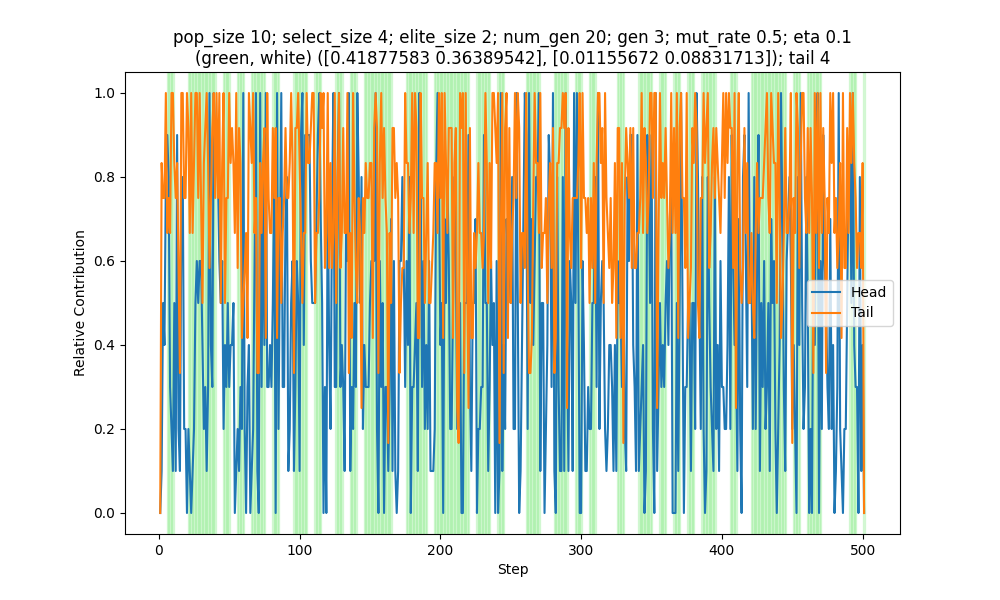 pop_size 10; select_size 4; elite_size 2; num_gen 20; gen 3; mut_rate 0.5; eta 0.1
(green, white) ([0.41877583 0.36389542], [0.01155672 0.08831713]); tail 4
Relative Contribution
1.0
0.8
0.6
0.4
0.2
0.0
Head
Tail
0
100
200
300
400
500
Step